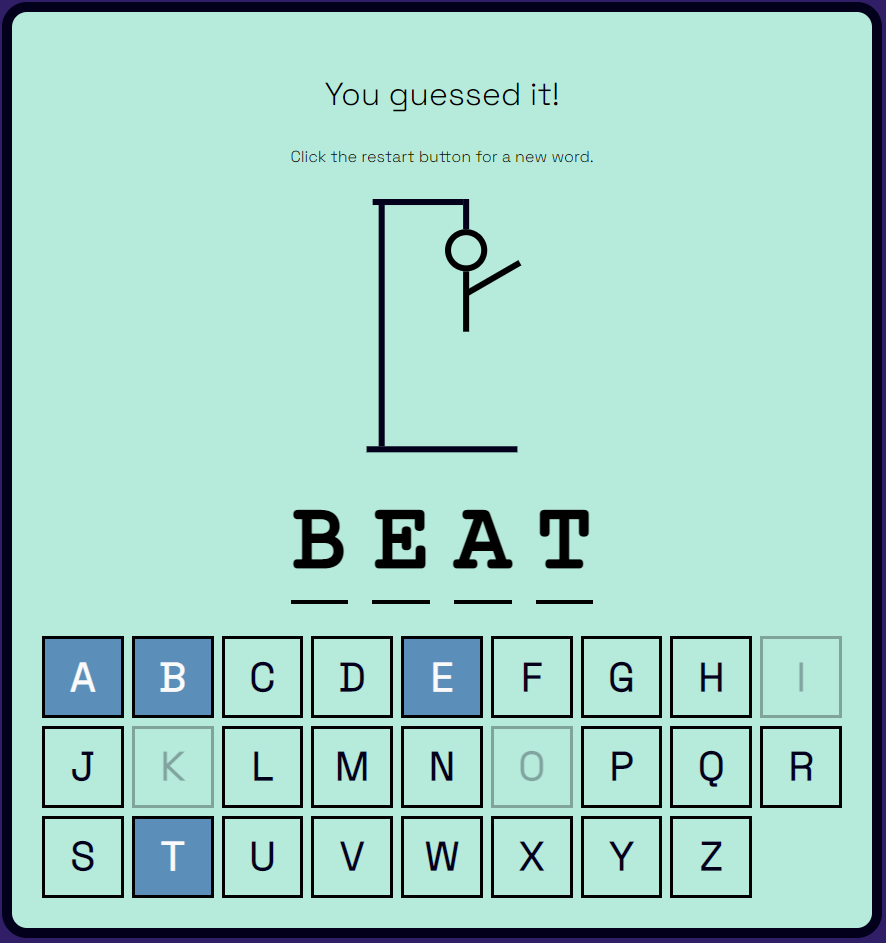 You guessed it!
Click the restart button for a new word.
B E A T
A B C D E F G H I
J K L M N O P Q R
S T U V W X Y Z